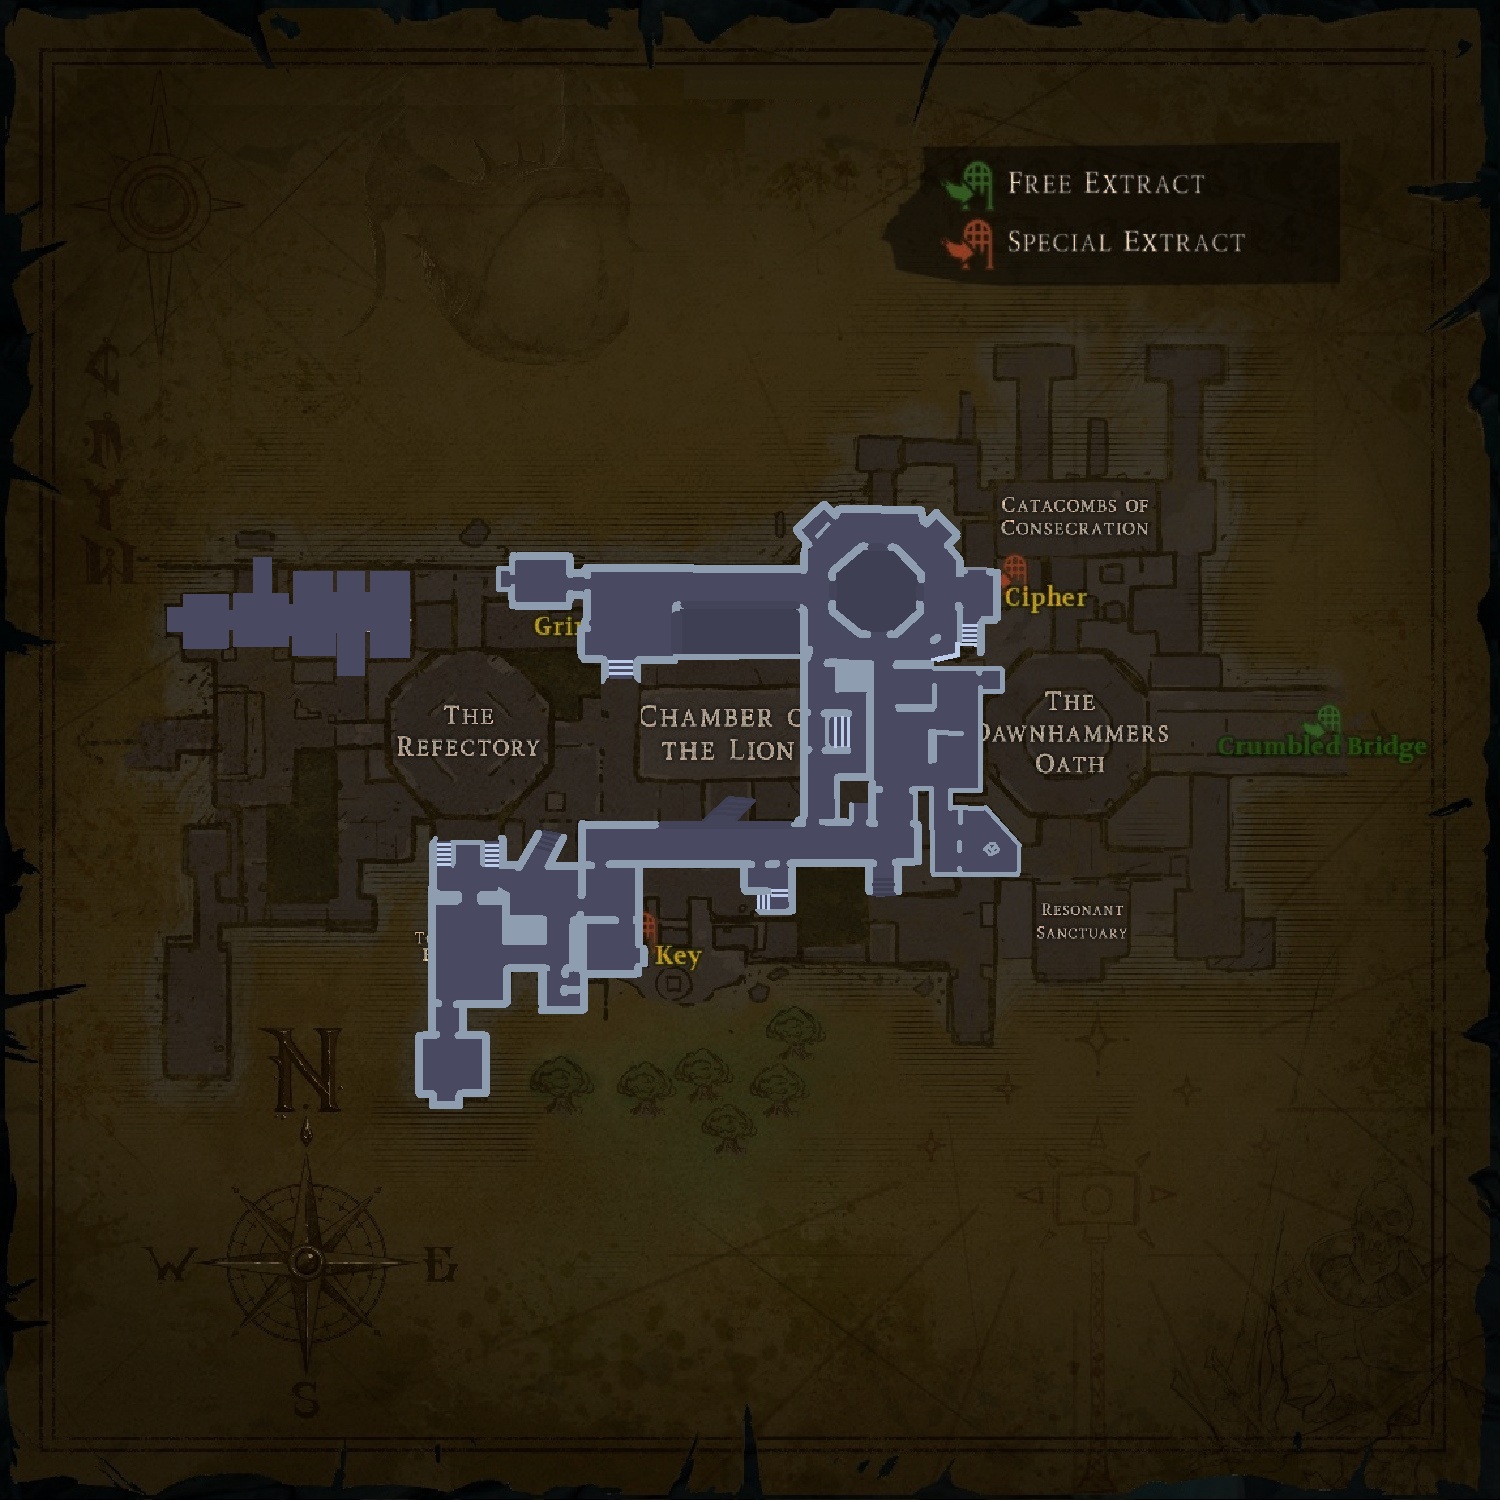 FREE EXTRACT
SPECIAL EXTRACT
CATACOMBS OF
CONSECRATION
Cipher
THE
REFECTORY
CHAMBER
THE LION
THE
DAWNHAMMERS
OATH
Crumbled Bridge
RESONANT
SANCTUARY
Key
N
W
E
S